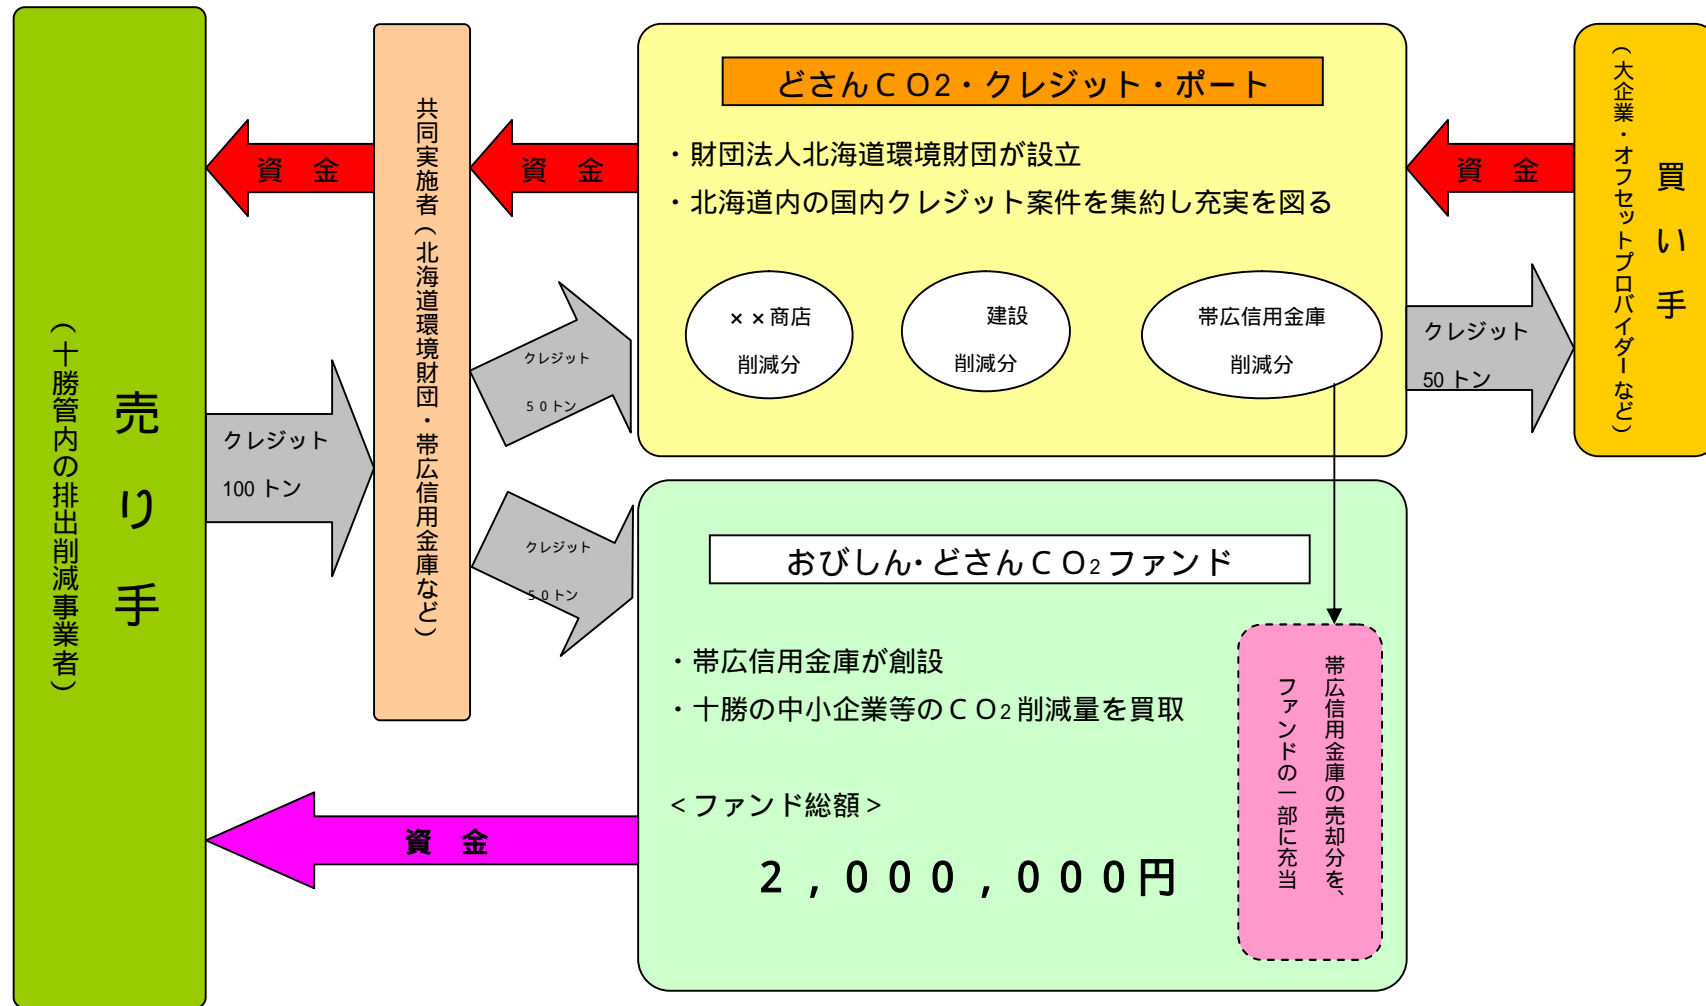 売り手
(十勝管内の排出削減事業者)
資 金
クレジット
100 トン
共同実施者(北海道環境財団・帯広信用金庫など)
資 金
クレジット
50トン
クレジット
50トン
どさんCO2・クレジット・ポート
・財団法人北海道環境財団が設立
・北海道内の国内クレジット案件を集約し充実を図る
××商店
削減分
建設
削減分
帯広信用金庫
削減分
資 金
クレジット
50 トン
買い手
(大企業・オフセットプロバイダーなど)
おびしん・どさんCO2ファンド
・帯広信用金庫が創設
・十勝の中小企業等のCO2削減量を買取
<ファンド総額>
2,000,000円
帯広信用金庫の売却分を、
ファンドの一部に充当
資 金